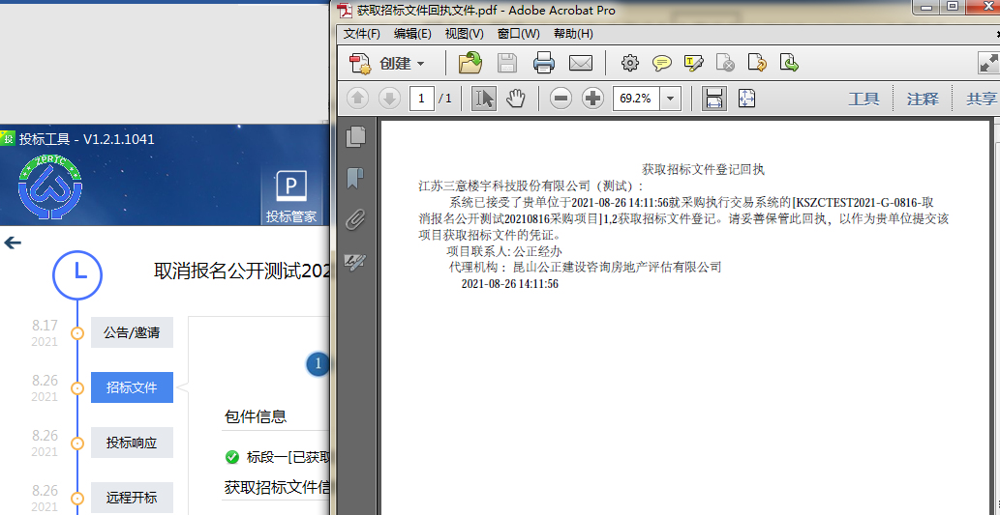 获取招标文件回执文件.pdf - Adobe Acrobat Pro
文件(F) 编辑(E) 视图(V) 窗口(W) 帮助(H)
创建
1 / 1
69.2%
工具 注释 共享
投标工具 - V1.2.1.1041
ZPRTC
投标管家
取消报名公开测试202
8.17
2021
公告/邀请
8.26
2021
招标文件
8.26
2021
投标响应
8.26
2021
远程开标
1
包件信息
标段一[已获取
获取招标文件信
获取招标文件登记回执
江苏三意楼宇科技股份有限公司（测试）:
系统已接受了贵单位于2021-08-26 14:11:56就采购执行交易系统的[KSZCTEST2021-G-0816-取
消报名公开测试20210816采购项目]1,2获取招标文件登记。请妥善保管此回执，以作为贵单位提交该
项目获取招标文件的凭证。
项目联系人: 公正经办
代理机构： 昆山公正建设咨询房地产评估有限公司
2021-08-26 14:11:56